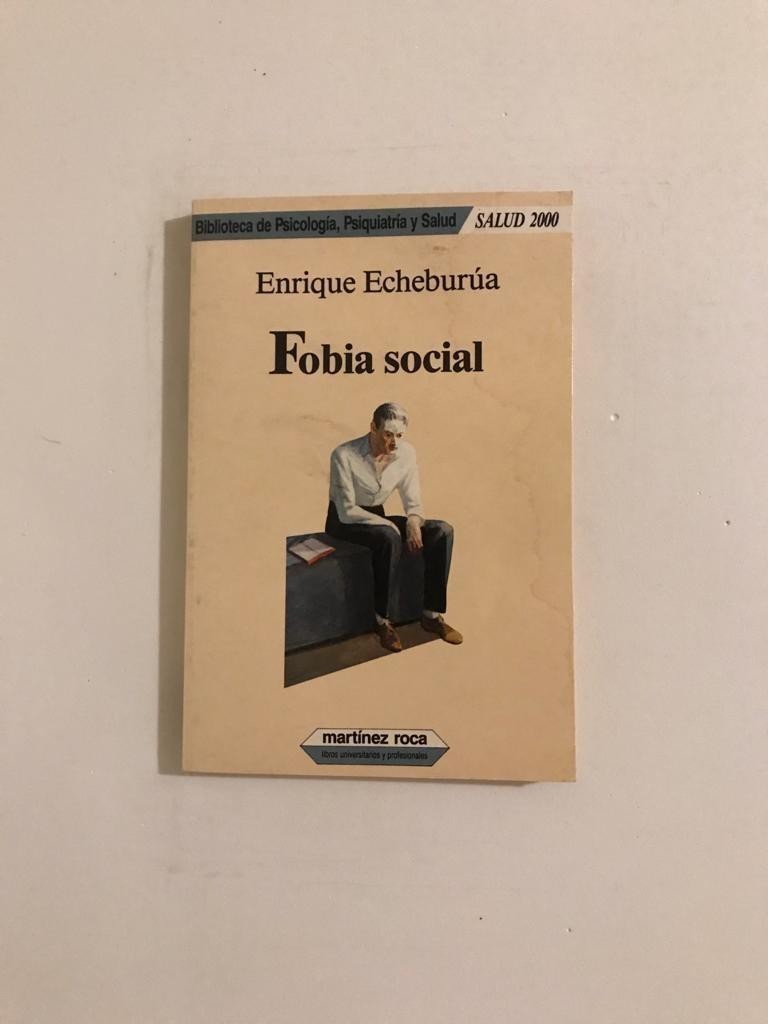 Biblioteca de Psicología, Psiquiatría y Salud SALUD 2000
Enrique Echeburúa
Fobia social
martínez roca
libros universitarios y profesionales